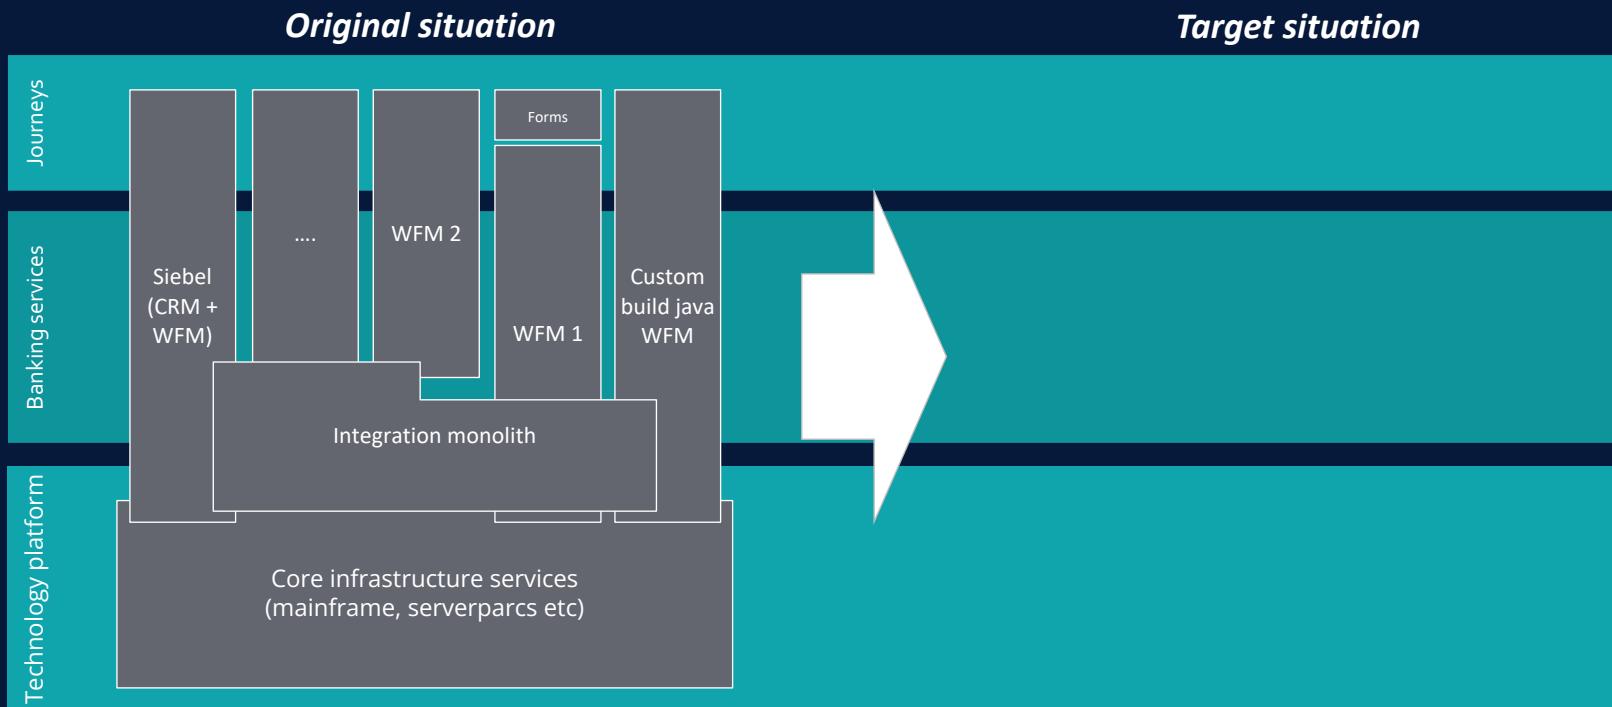 Original situation
Target situation
Journeys
Forms
Banking services
Siebel
(CRM +
WFM)
....
WFM 2
WFM 1
Custom
build java
WFM
Integration monolith
Technology platform
Core infrastructure services
(mainframe, serverparcs etc)